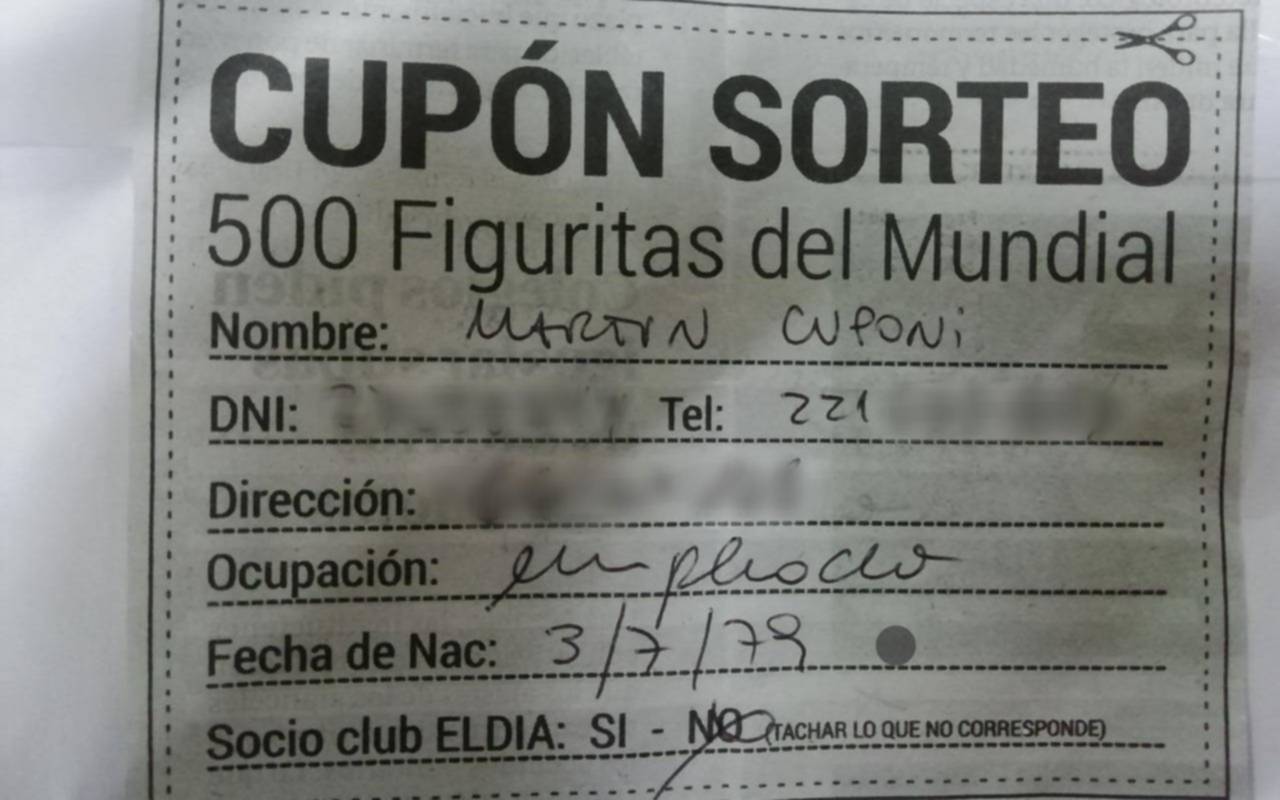 CUPÓN SORTEO
500 Figuritas del Mundial
Nombre: MARTIN CUPONi
DNI: Tel: 221
Dirección:
Ocupación: empleado
Fecha de Nac: 3/7/79
Socio club ELDIA: SI - NO (TACHAR LO QUE NO CORRESPONDE)